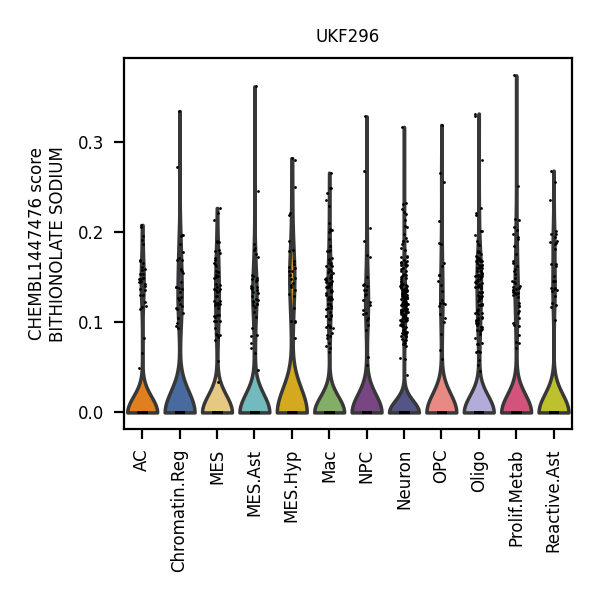 UKF296
CHEMBL1447476 score
BITHIONOLATE SODIUM
0.3
0.2
0.1
0.0
AC
Chromatin.Reg
MES
MES.Ast
MES.Hyp
Mac
NPC
Neuron
OPC
Oligo
Prolif.Metab
Reactive.Ast